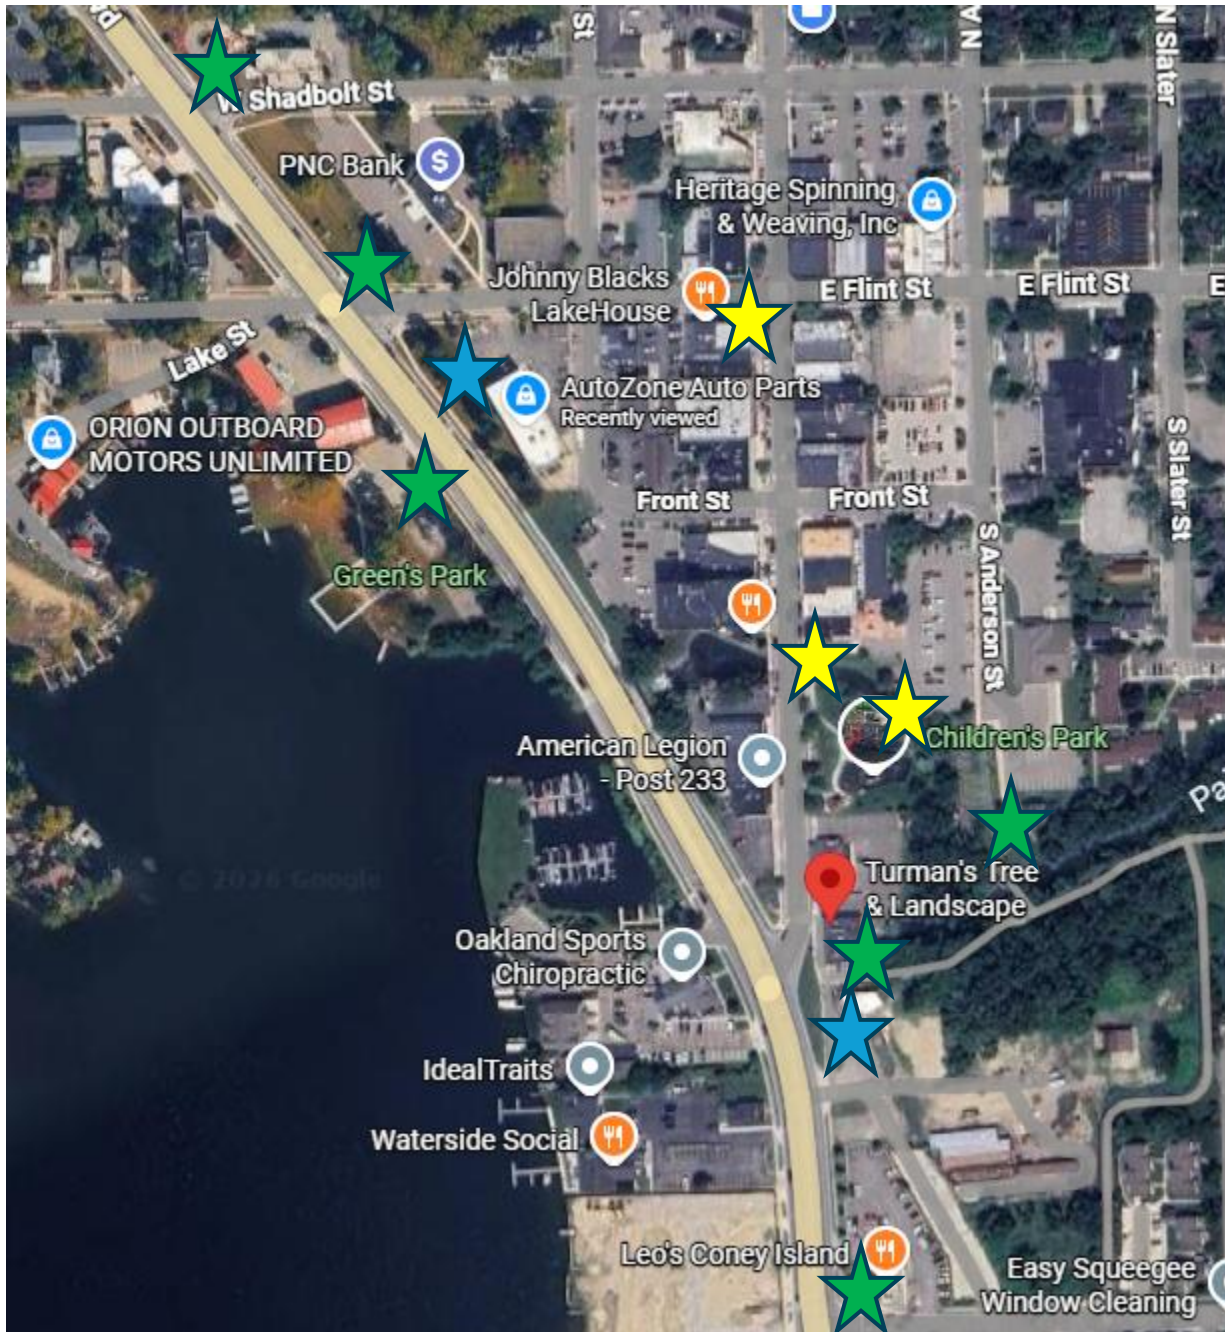 St
N A
N Slater
W Shadbolt St
PNC Bank
$
Heritage Spinning
& Weaving, Inc
Johnny Blacks
LakeHouse
E Flint St
E Flint St
E
Lake St
AutoZone Auto Parts
Recently viewed
ORION OUTBOARD
MOTORS UNLIMITED
S Slater St
Front St
Front St
S Anderson St
Green's Park
American Legion
- Post 233
Children's Park
Pai
Turman's Tree
& Landscape
© 2026 Google
Oakland Sports
Chiropractic
IdealTraits
Waterside Social
Leo's Coney Island
Easy Squeegee
Window Cleaning